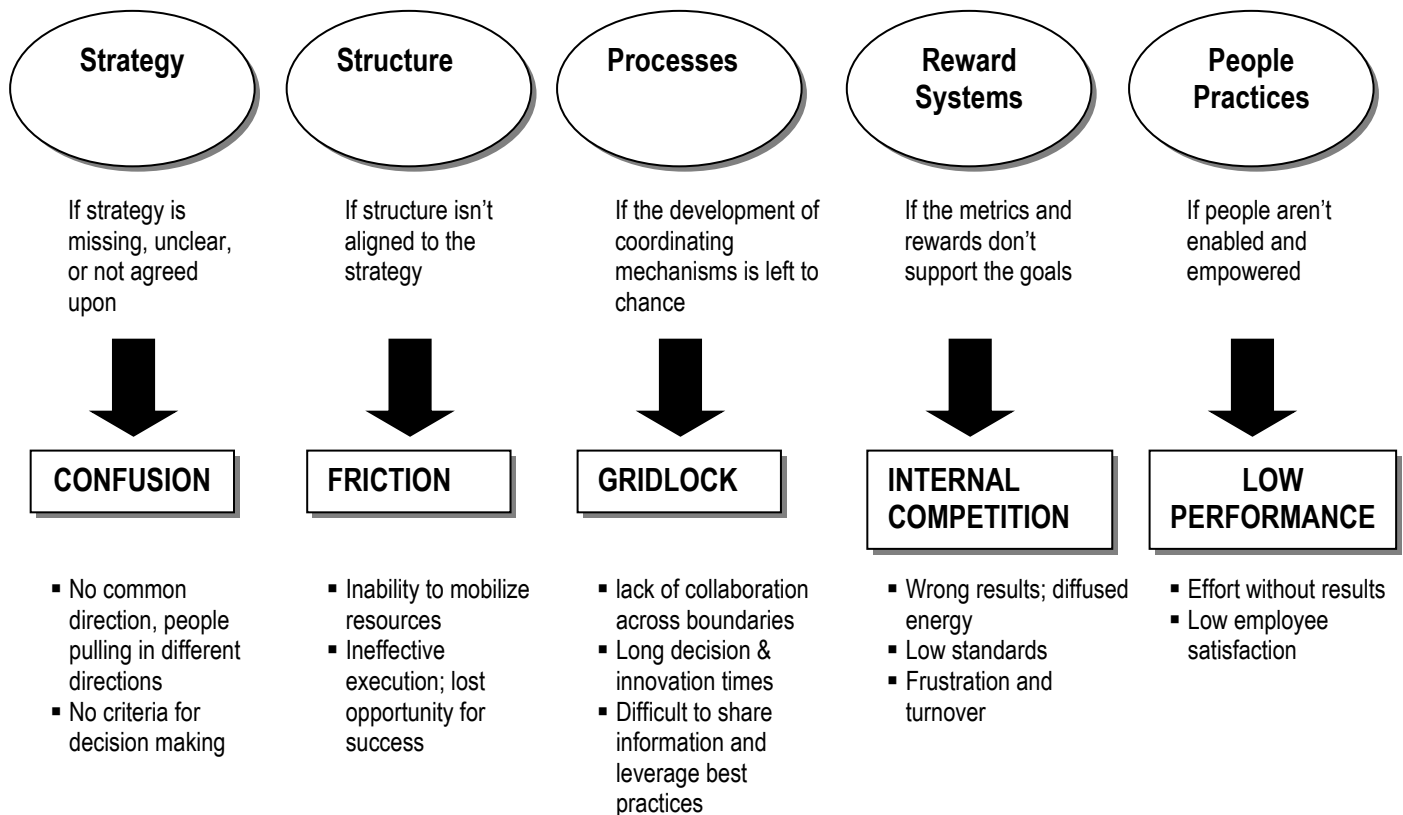 Strategy
If strategy is
missing, unclear,
or not agreed
upon
CONFUSION
▪ No common
direction, people
pulling in different
directions
▪ No criteria for
decision making
Structure
If structure isn’t
aligned to the
strategy
FRICTION
▪ Inability to mobilize
resources
▪ Ineffective
execution; lost
opportunity for
success
Processes
If the development of
coordinating
mechanisms is left to
chance
GRIDLOCK
▪ lack of collaboration
across boundaries
▪ Long decision &
innovation times
▪ Difficult to share
information and
leverage best
practices
Reward
Systems
If the metrics and
rewards don’t
support the goals
INTERNAL
COMPETITION
▪ Wrong results; diffused
energy
▪ Low standards
▪ Frustration and
turnover
People
Practices
If people aren’t
enabled and
empowered
LOW
PERFORMANCE
▪ Effort without results
▪ Low employee
satisfaction